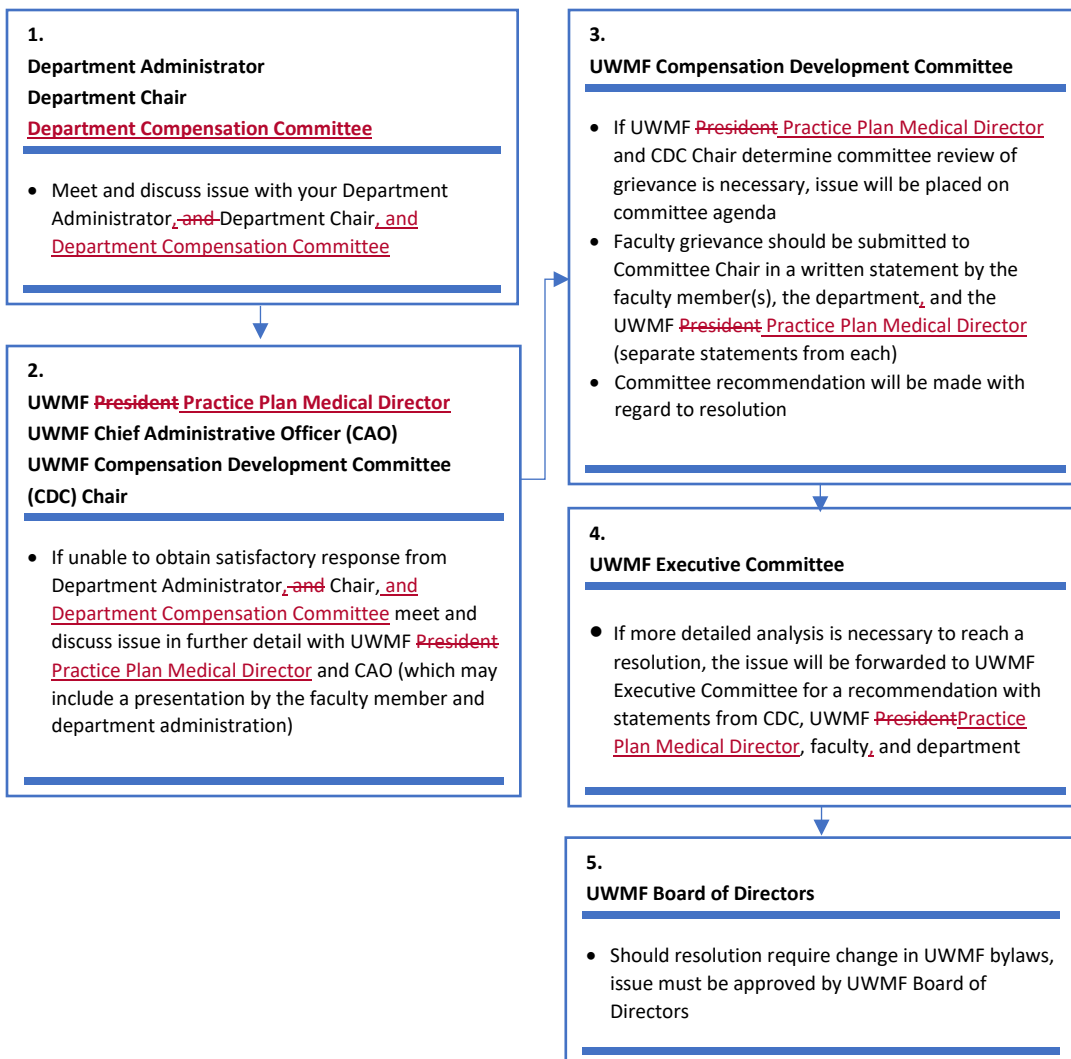 1.
Department Administrator
Department Chair
Department Compensation Committee
• Meet and discuss issue with your Department
Administrator, and Department Chair, and
Department Compensation Committee
2.
UWMF President Practice Plan Medical Director
UWMF Chief Administrative Officer (CAO)
UWMF Compensation Development Committee
(CDC) Chair
• If unable to obtain satisfactory response from
Department Administrator, and Chair, and
Department Compensation Committee meet and
discuss issue in further detail with UWMF President
Practice Plan Medical Director and CAO (which may
include a presentation by the faculty member and
department administration)
3.
UWMF Compensation Development Committee
• If UWMF President Practice Plan Medical Director
and CDC Chair determine committee review of
grievance is necessary, issue will be placed on
committee agenda
• Faculty grievance should be submitted to
Committee Chair in a written statement by the
faculty member(s), the department, and the
UWMF President Practice Plan Medical Director
(separate statements from each)
• Committee recommendation will be made with
regard to resolution
4.
UWMF Executive Committee
• If more detailed analysis is necessary to reach a
resolution, the issue will be forwarded to UWMF
Executive Committee for a recommendation with
statements from CDC, UWMF PresidentPractice
Plan Medical Director, faculty, and department
5.
UWMF Board of Directors
• Should resolution require change in UWMF bylaws,
issue must be approved by UWMF Board of
Directors